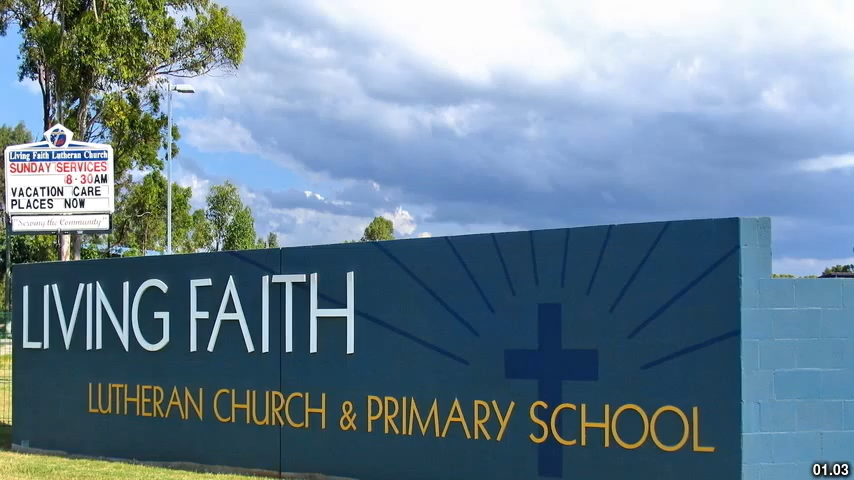 Living Faith Lutheran Church
SUNDAY SERVICES
8-30AM
VACATION CARE
PLACES NOW
"Serving the Community"
LIVING FAITH
LUTHERAN CHURCH & PRIMARY SCHOOL
01.03